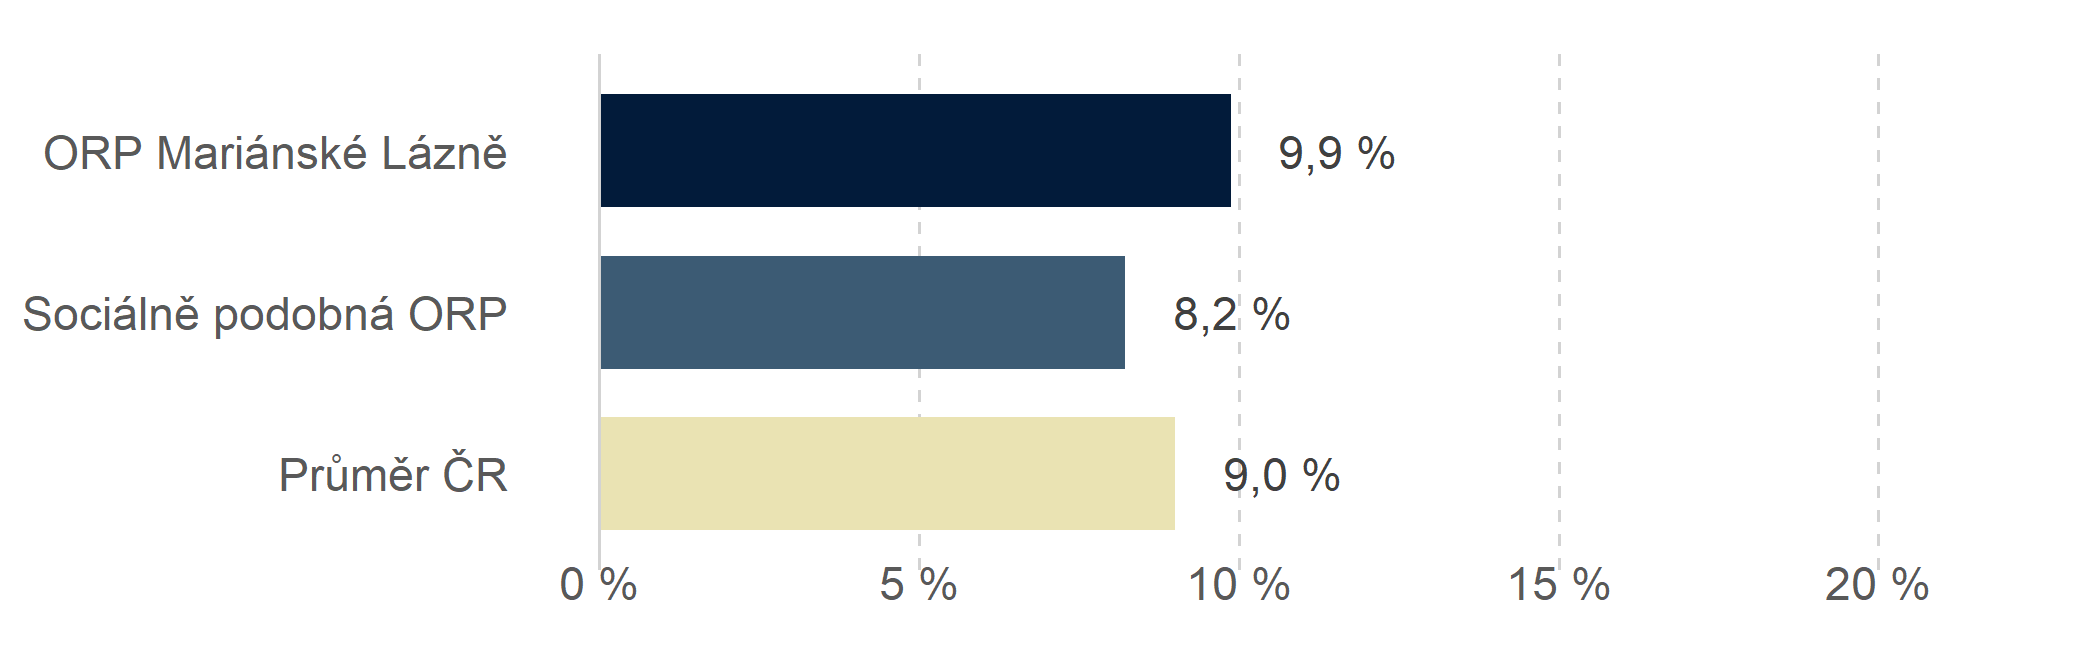 ORP Mariánské Lázně
9,9 %
Sociálně podobná ORP
8,2 %
Průměr ČR
9,0 %
0 %
5 %
10 %
15 %
20 %